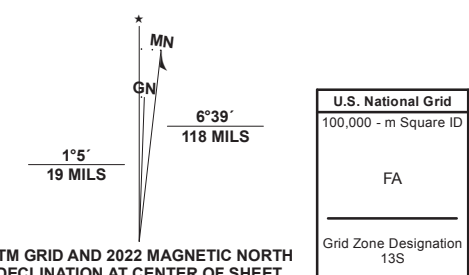 ★
MN
GN
6°39´
118 MILS
1°5´
19 MILS
TM GRID AND 2022 MAGNETIC NORTH
DECLINATION AT CENTER OF SHEET
U.S. National Grid
100,000 - m Square ID
FA
Grid Zone Designation
13S